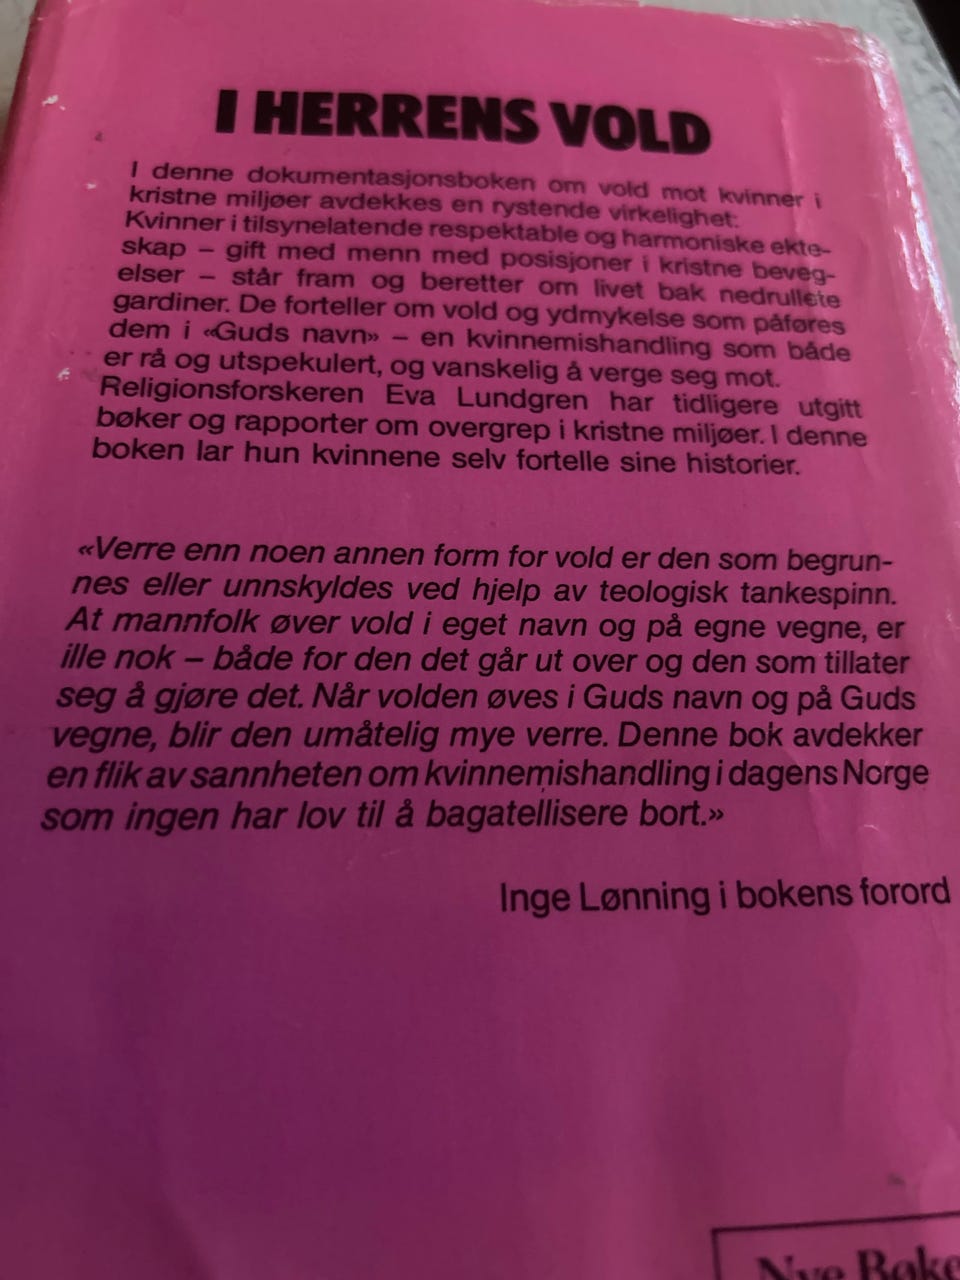 I HERRENS VOLD
I denne dokumentasjonsboken om vold mot kvinner i
kristne miljøer avdekkes en rystende virkelighet:
Kvinner i tilsynelatende respektable og harmoniske ekte-
skap – gift med menn med posisjoner i kristne beveg-
elser – står fram og beretter om livet bak nedrullete
gardiner. De forteller om vold og ydmykelse som påføres
dem i «Guds navn» – en kvinnemishandling som både
er rå og utspekulert, og vanskelig å verge seg mot.
Religionsforskeren Eva Lundgren har tidligere utgitt
bøker og rapporter om overgrep i kristne miljøer. I denne
boken lar hun kvinnene selv fortelle sine historier.
«Verre enn noen annen form for vold er den som begrun-
nes eller unnskyldes ved hjelp av teologisk tankespinn.
At mannfolk øver vold i eget navn og på egne vegne, er
ille nok – både for den det går ut over og den som tillater
seg å gjøre det. Når volden øves i Guds navn og på Guds
vegne, blir den umåtelig mye verre. Denne bok avdekker
en flik av sannheten om kvinnemishandling i dagens Norge
som ingen har lov til å bagatellisere bort.»
Inge Lønning i bokens forord
Nye Bøke